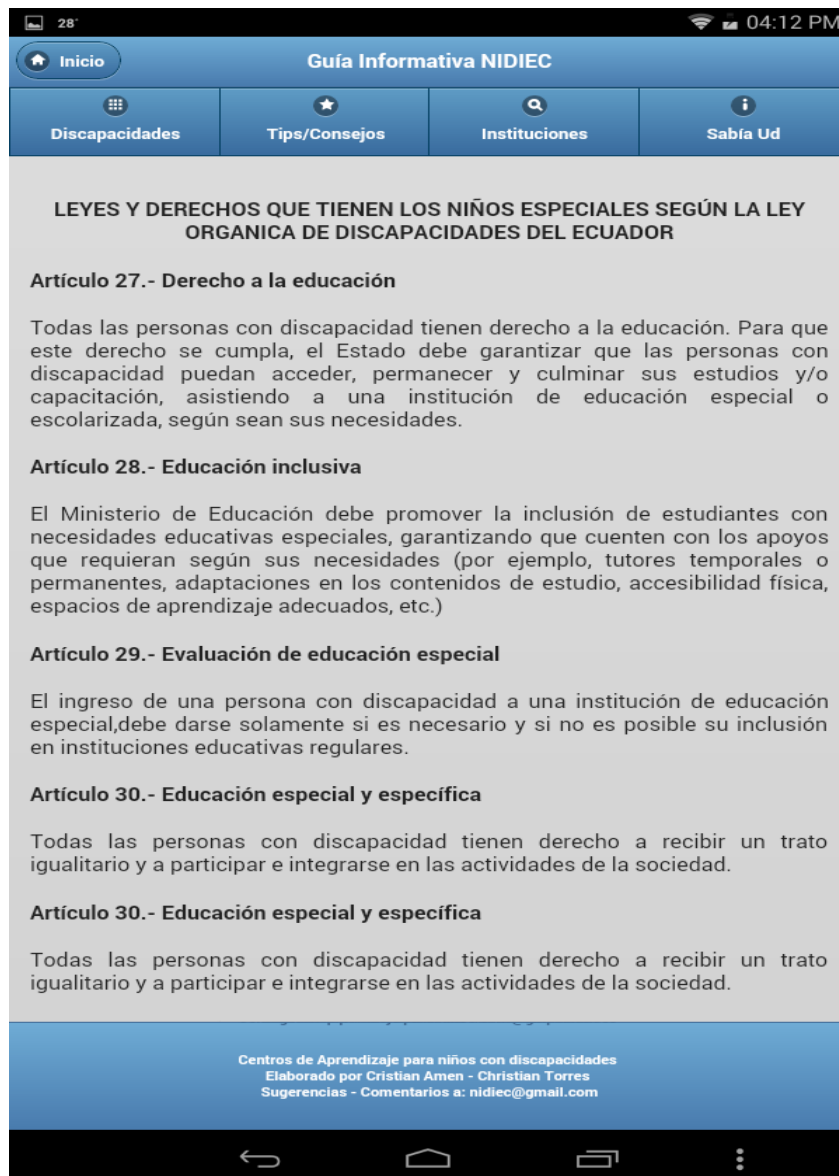 28°
04:12 PM
Inicio
Guía Informativa NIDIEC
Discapacidades
Tips/Consejos
Instituciones
Sabía Ud
LEYES Y DERECHOS QUE TIENEN LOS NIÑOS ESPECIALES SEGÚN LA LEY
ORGANICA DE DISCAPACIDADES DEL ECUADOR
Artículo 27.- Derecho a la educación
Todas las personas con discapacidad tienen derecho a la educación. Para que
este derecho se cumpla, el Estado debe garantizar que las personas con
discapacidad puedan acceder, permanecer y culminar sus estudios y/o
capacitación, asistiendo a una institución de educación especial o
escolarizada, según sean sus necesidades.
Artículo 28.- Educación inclusiva
El Ministerio de Educación debe promover la inclusión de estudiantes con
necesidades educativas especiales, garantizando que cuenten con los apoyos
que requieran según sus necesidades (por ejemplo, tutores temporales o
permanentes, adaptaciones en los contenidos de estudio, accesibilidad física,
espacios de aprendizaje adecuados, etc.)
Artículo 29.- Evaluación de educación especial
El ingreso de una persona con discapacidad a una institución de educación
especial,debe darse solamente si es necesario y si no es posible su inclusión
en instituciones educativas regulares.
Artículo 30.- Educación especial y específica
Todas las personas con discapacidad tienen derecho a recibir un trato
igualitario y a participar e integrarse en las actividades de la sociedad.
Artículo 30.- Educación especial y específica
Todas las personas con discapacidad tienen derecho a recibir un trato
igualitario y a participar e integrarse en las actividades de la sociedad.
Centros de Aprendizaje para niños con discapacidades
Elaborado por Cristian Amen - Christian Torres
Sugerencias - Comentarios a: nidiec@gmail.com